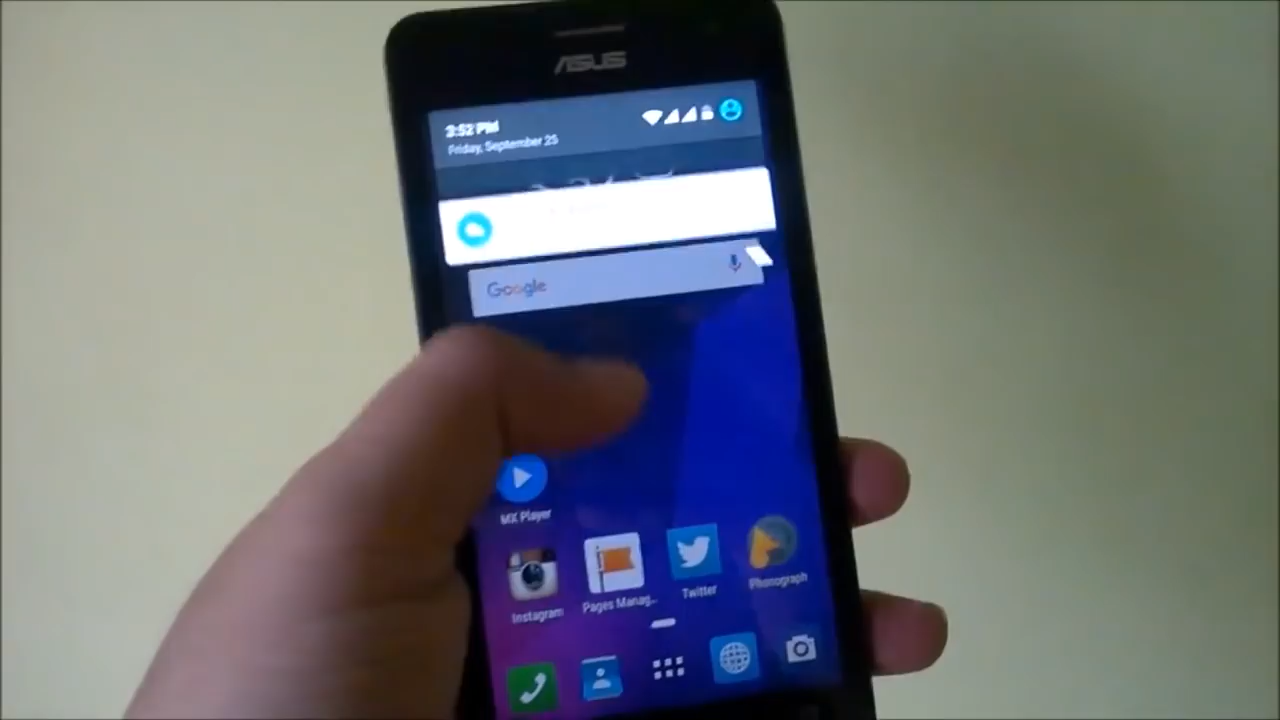 ASUS
3:52 PM
Friday, September 25
Google
MX Player
Instagram
Pages Manag..
Twitter
Phonograph